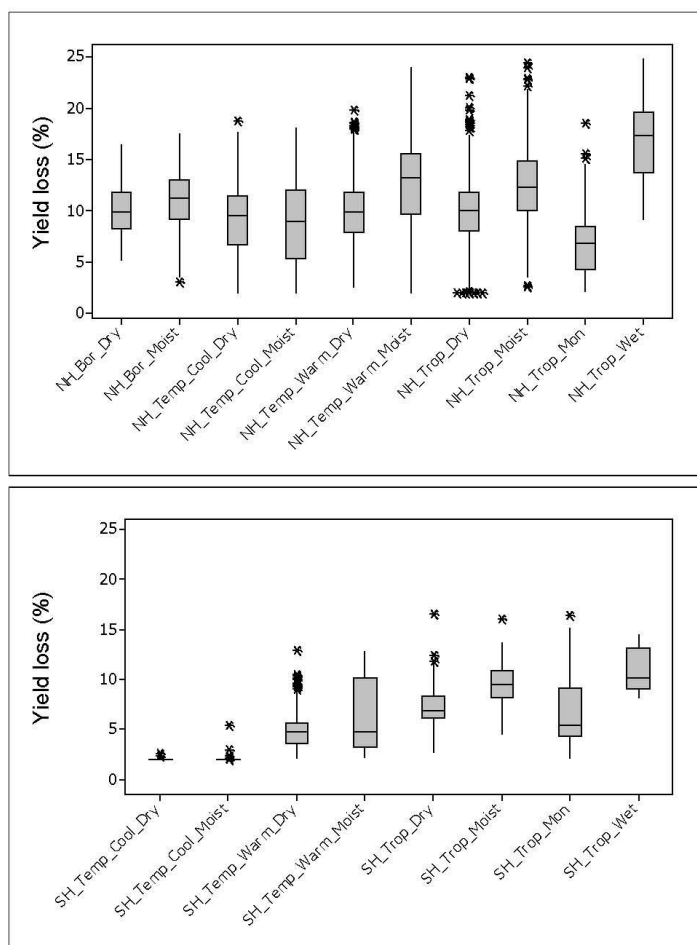 Yield loss (%)
25
20
15
10
5
0
NH_Bor_Dry
NH_Bor_Moist
NH_Temp_Cool_Dry
NH_Temp_Cool_Moist
NH_Temp_Warm_Dry
NH_Temp_Warm_Moist
NH_Trop_Dry
NH_Trop_Moist
NH_Trop_Mon
NH_Trop_Wet
Yield loss (%)
25
20
15
10
5
0
SH_Temp_Cool_Dry
SH_Temp_Cool_Moist
SH_Temp_Warm_Dry
SH_Temp_Warm_Moist
SH_Trop_Dry
SH_Trop_Moist
SH_Trop_Mon
SH_Trop_Wet